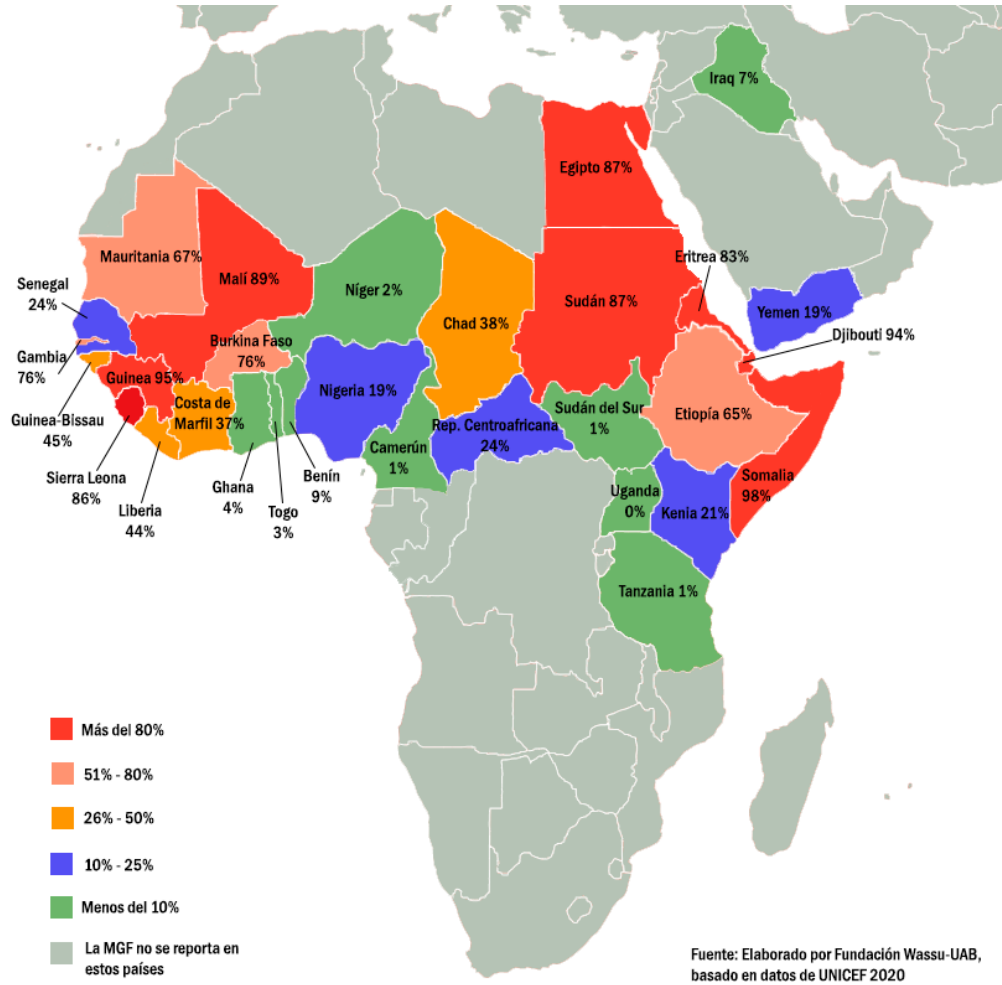 Iraq 7%
Egipto 87%
Mauritania 67%
Malí 89%
Níger 2%
Chad 38%
Sudán 87%
Eritrea 83%
Yemen 19%
Djibouti 94%
Senegal
24%
Gambia
76%
Guinea-Bissau
45%
Guinea 95%
Sierra Leona
86%
Liberia
44%
Costa de
Marfil 37%
Burkina Faso
76%
Ghana
4%
Togo
3%
Benín
9%
Nigeria 19%
Camerún
1%
Rep. Centroafricana
24%
Sudán del Sur
1%
Etiopía 65%
Somalia
98%
Uganda
0%
Kenia 21%
Tanzania 1%
Más del 80%
51% - 80%
26% - 50%
10% - 25%
Menos del 10%
La MGF no se reporta en
estos países
Fuente: Elaborado por Fundación Wassu-UAB,
basado en datos de UNICEF 2020